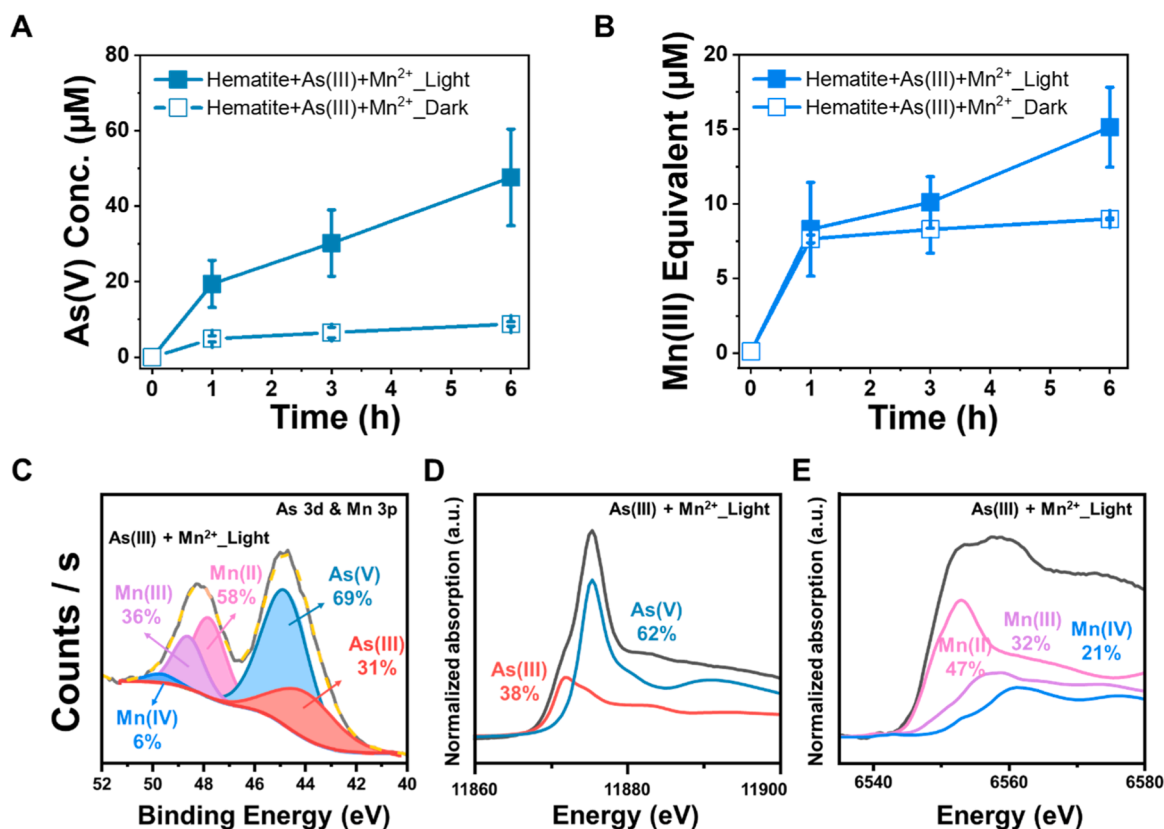 A
As(V) Conc. (μM)
80
60
40
20
0
Hematite+As(III)+Mn²⁺_Light
Hematite+As(III)+Mn²⁺_Dark
0 1 2 3 4 5 6
Time (h)
B
Mn(III) Equivalent (μM)
20
15
10
5
0
Hematite+As(III)+Mn²⁺_Light
Hematite+As(III)+Mn²⁺_Dark
0 1 2 3 4 5 6
Time (h)
C
Counts / s
As 3d & Mn 3p
As(III) + Mn²⁺_Light
Mn(III)
36%
Mn(II)
58%
As(V)
69%
As(III)
31%
Mn(IV)
6%
52 50 48 46 44 42 40
Binding Energy (eV)
D
Normalized absorption (a.u.)
As(III) + Mn²⁺_Light
As(V)
62%
As(III)
38%
11860 11880 11900
Energy (eV)
E
Normalized absorption (a.u.)
As(III) + Mn²⁺_Light
Mn(II)
47%
Mn(III)
32%
Mn(IV)
21%
6540 6560 6580
Energy (eV)